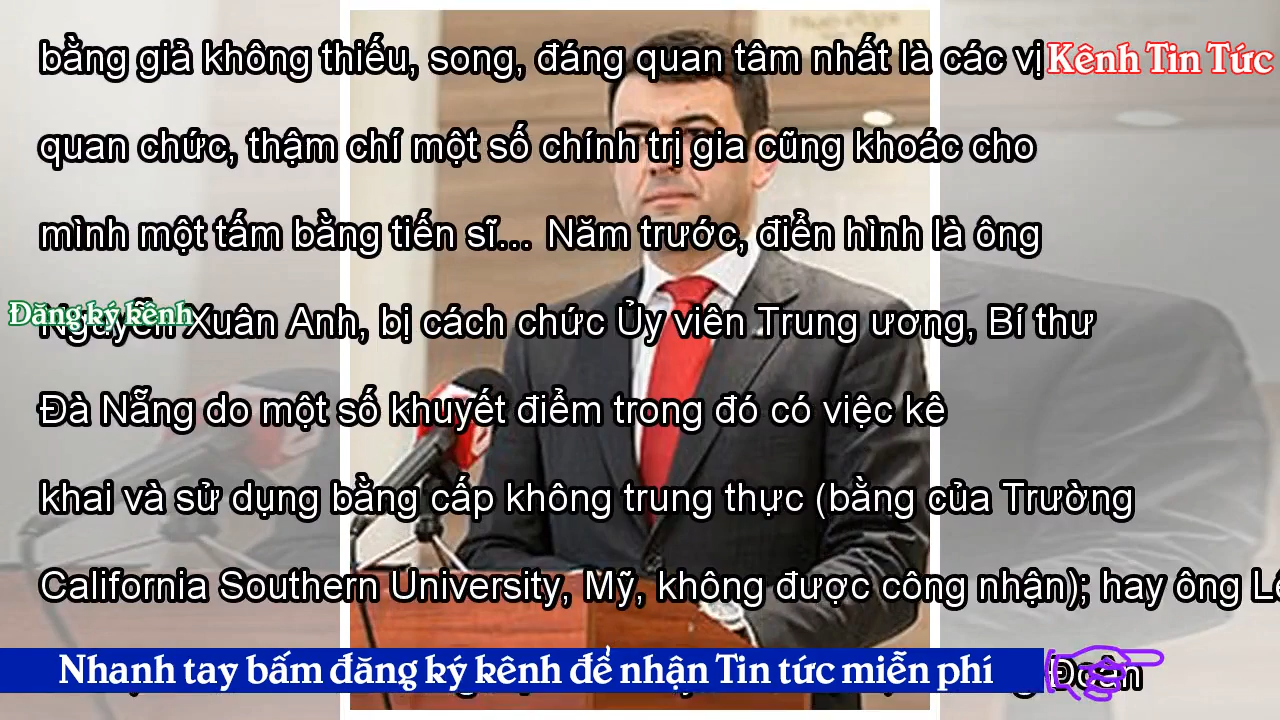 bằng giả không thiếu, song, đáng quan tâm nhất là các vị
Kênh Tin Tức
quan chức, thậm chí một số chính trị gia cũng khoác cho
mình một tấm bằng tiến sĩ... Năm trước, điển hình là ông
Đăng ký kênh
Nguyễn Xuân Anh, bị cách chức Ủy viên Trung ương, Bí thư
Đà Nẵng do một số khuyết điểm trong đó có việc kê
khai và sử dụng bằng cấp không trung thực (bằng của Trường
California Southern University, Mỹ, không được công nhận); hay ông
Nhanh tay bấm đăng ký kênh để nhận Tin tức miễn phí